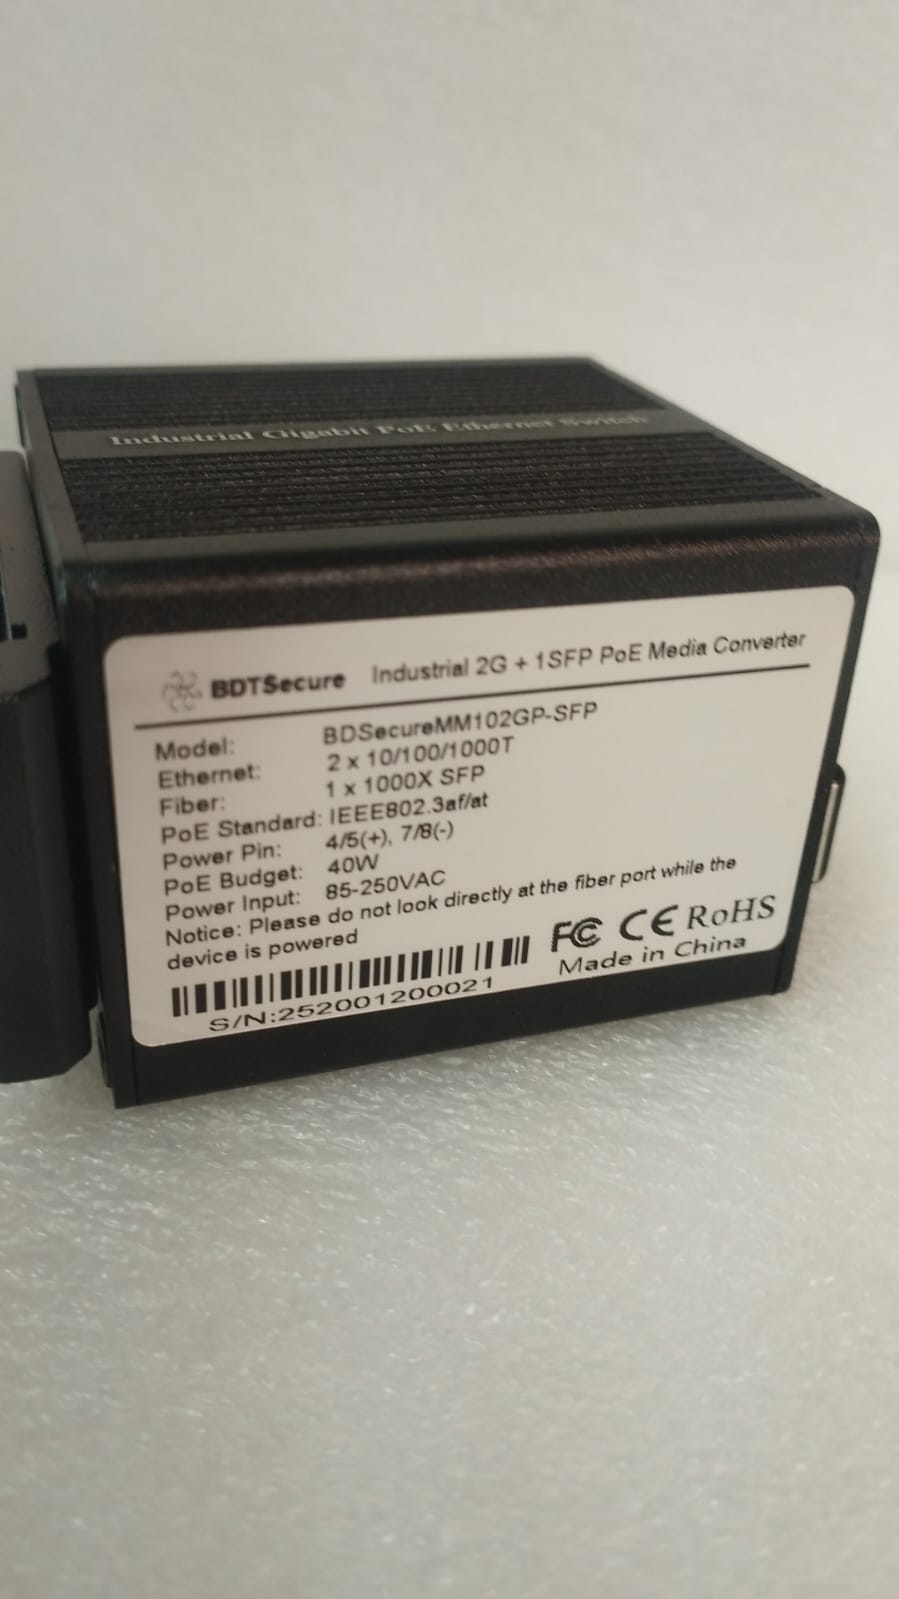 Industrial Gigabit PoE Ethernet Switch
BDTSecure Industrial 2G + 1SFP PoE Media Converter
Model: BDSecureMM102GP-SFP
Ethernet: 2 x 10/100/1000T
Fiber: 1 x 1000X SFP
PoE Standard: IEEE802.3af/at
Power Pin: 4/5(+), 7/8(-)
PoE Budget: 40W
Power Input: 85-250VAC
Notice: Please do not look directly at the fiber port while the
device is powered
FC CE RoHS
Made in China
S/N:252001200021